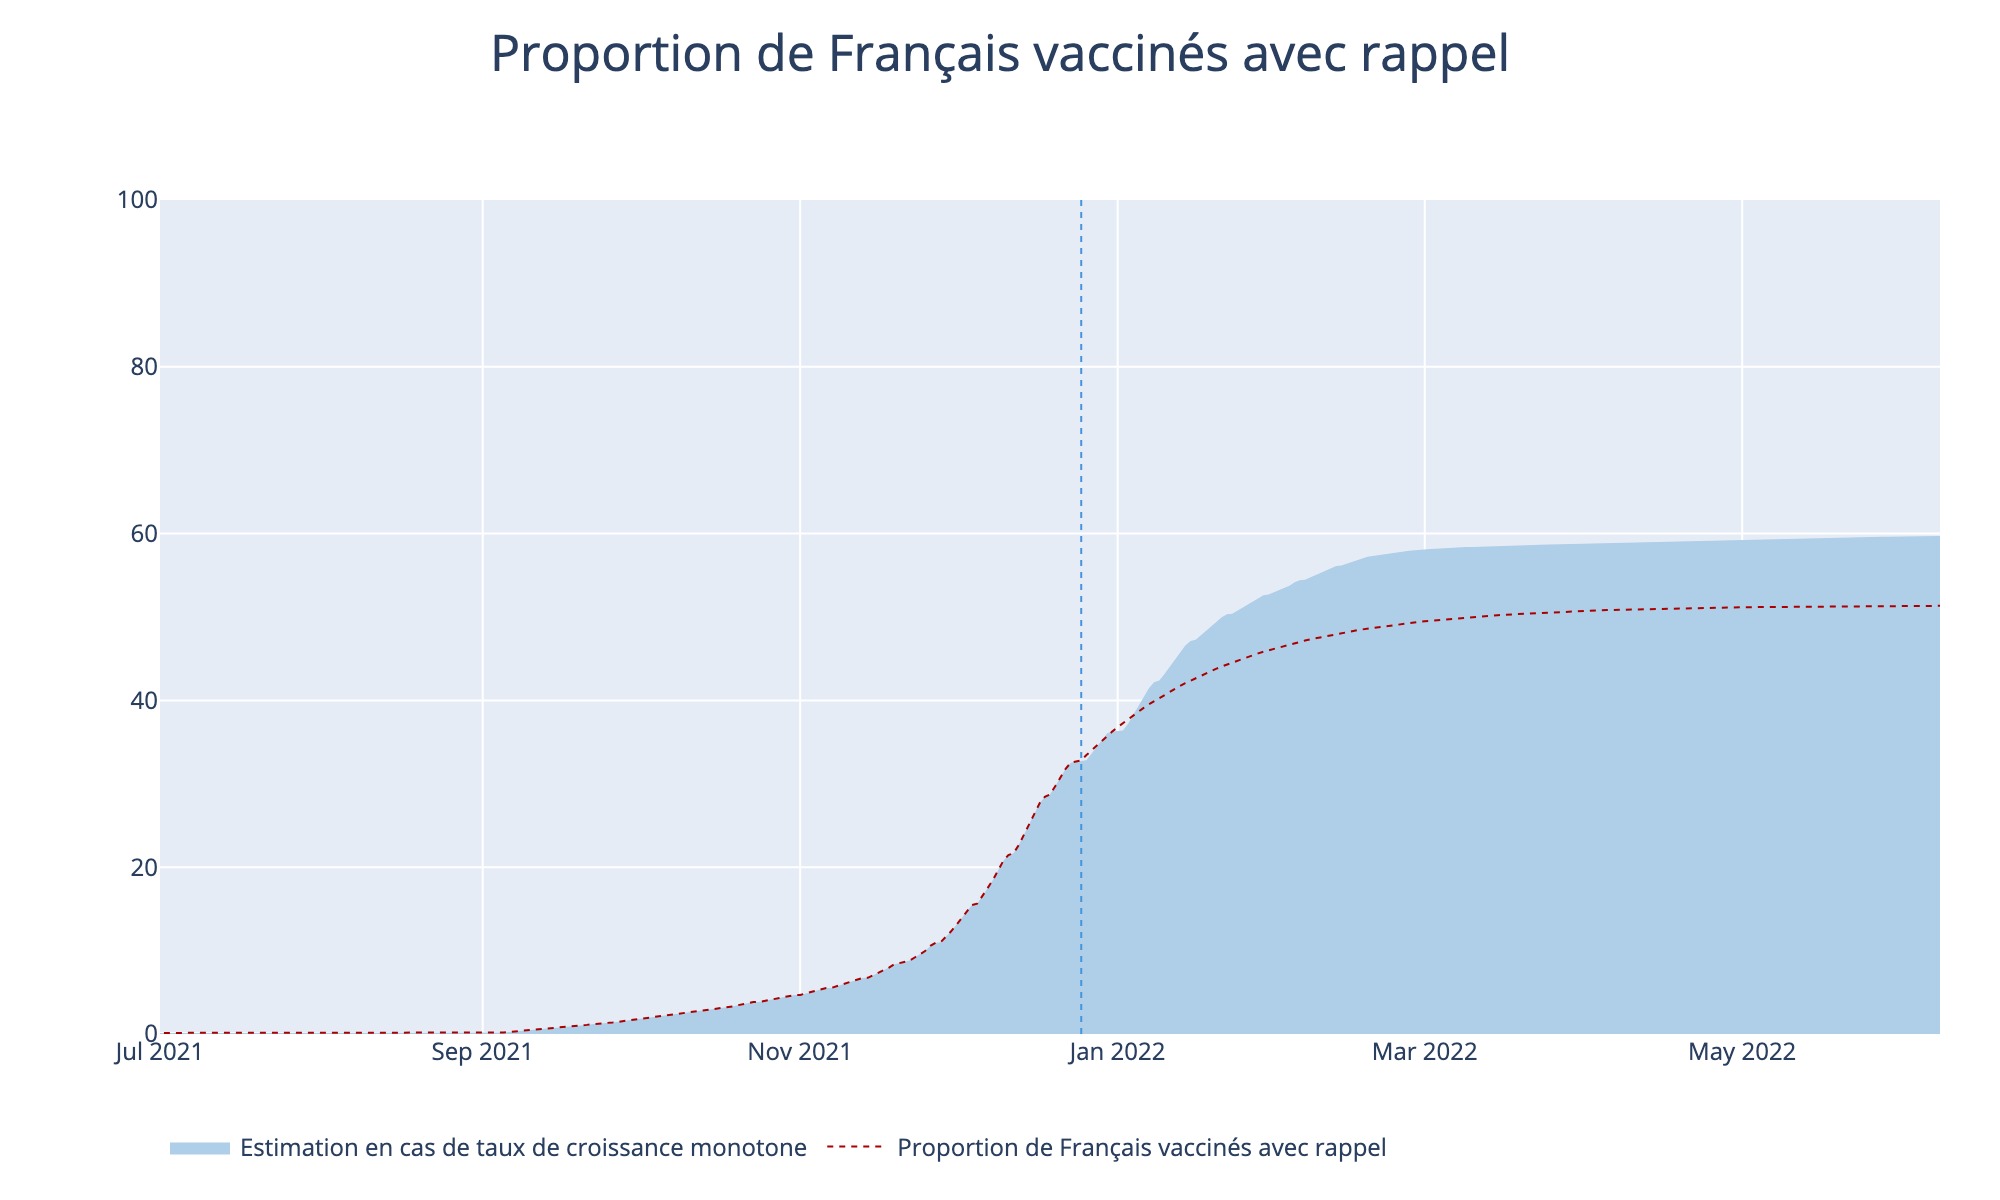 Proportion de Français vaccinés avec rappel
100
80
60
40
20
0
Jul 2021 Sep 2021 Nov 2021 Jan 2022 Mar 2022 May 2022
Estimation en cas de taux de croissance monotone Proportion de Français vaccinés avec rappel